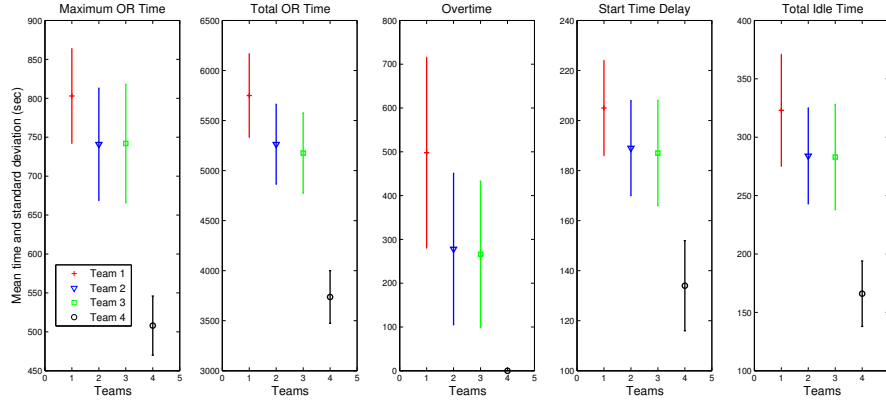 Maximum OR Time
Total OR Time
Overtime
Start Time Delay
Total Idle Time
Mean time and standard deviation (sec)
900
850
800
750
700
650
600
550
500
450
0 1 2 3 4 5
Teams
Team 1
Team 2
Team 3
Team 4
6500
6000
5500
5000
4500
4000
3500
3000
0 1 2 3 4 5
Teams
800
700
600
500
400
300
200
100
0
0 1 2 3 4 5
Teams
240
220
200
180
160
140
120
100
0 1 2 3 4 5
Teams
400
350
300
250
200
150
100
0 1 2 3 4 5
Teams